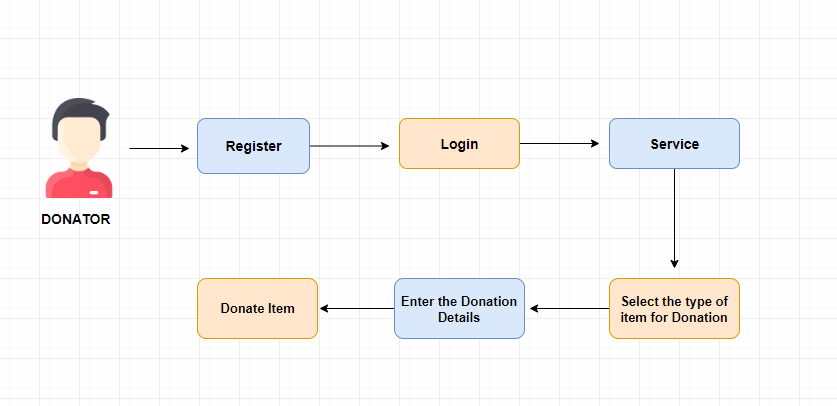 Register
Login
Service
DONATOR
Select the type of
item for Donation
Enter the Donation
Details
Donate Item